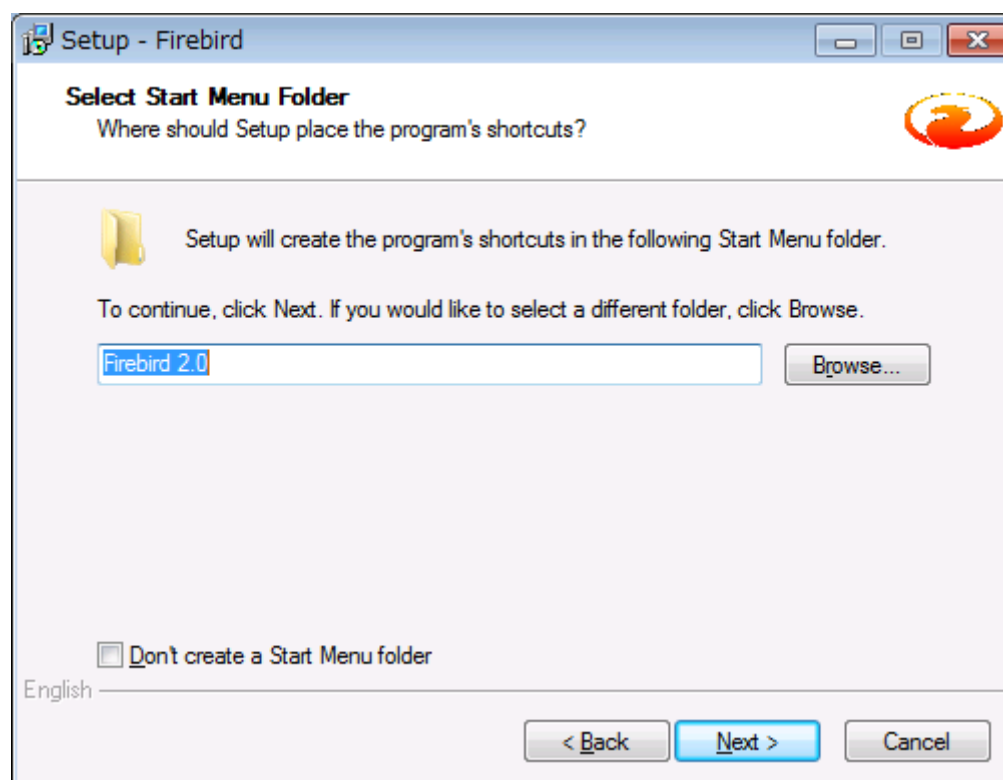 Setup - Firebird
Select Start Menu Folder
Where should Setup place the program's shortcuts?
Setup will create the program's shortcuts in the following Start Menu folder.
To continue, click Next. If you would like to select a different folder, click Browse.
Firebird 2.0
Browse...
Don't create a Start Menu folder
English
< Back
Next >
Cancel